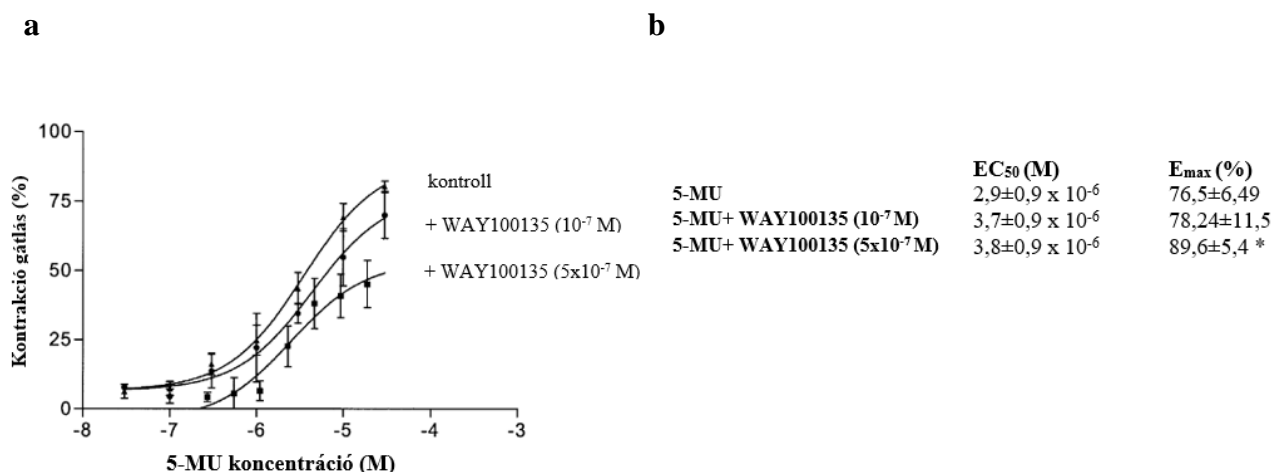 a
b
100
75
50
25
0
Kontrakció gátlás (%)
-8 -7 -6 -5 -4 -3
5-MU koncentráció (M)
kontroll
+ WAY100135 (10⁻⁷ M)
+ WAY100135 (5x10⁻⁷ M)
EC₅₀ (M) Eₘₐₓ (%)
5-MU 2,9±0,9 x 10⁻⁶ 76,5±6,49
5-MU+ WAY100135 (10⁻⁷ M) 3,7±0,9 x 10⁻⁶ 78,24±11,5
5-MU+ WAY100135 (5x10⁻⁷ M) 3,8±0,9 x 10⁻⁶ 89,6±5,4 *